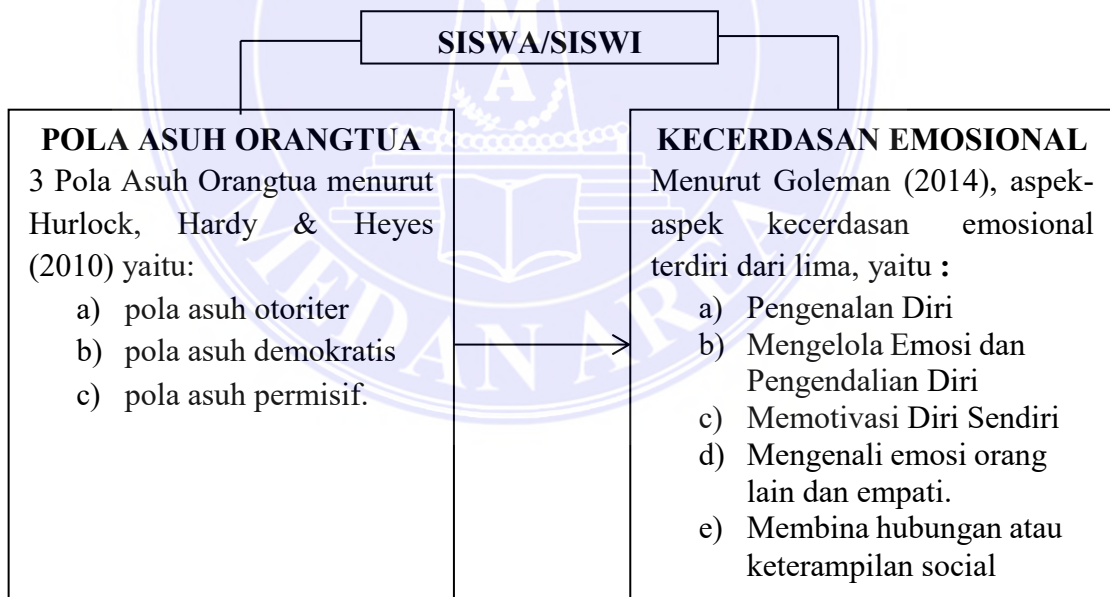 SISWA/SISWI
POLA ASUH ORANGTUA
3 Pola Asuh Orangtua menurut
Hurlock, Hardy & Heyes
(2010) yaitu:
a) pola asuh otoriter
b) pola asuh demokratis
c) pola asuh permisif.
KECERDASAN EMOSIONAL
Menurut Goleman (2014), aspek-
aspek kecerdasan emosional
terdiri dari lima, yaitu :
a) Pengenalan Diri
b) Mengelola Emosi dan
Pengendalian Diri
c) Memotivasi Diri Sendiri
d) Mengenali emosi orang
lain dan empati.
e) Membina hubungan atau
keterampilan social
M
A
MEDAN AREA